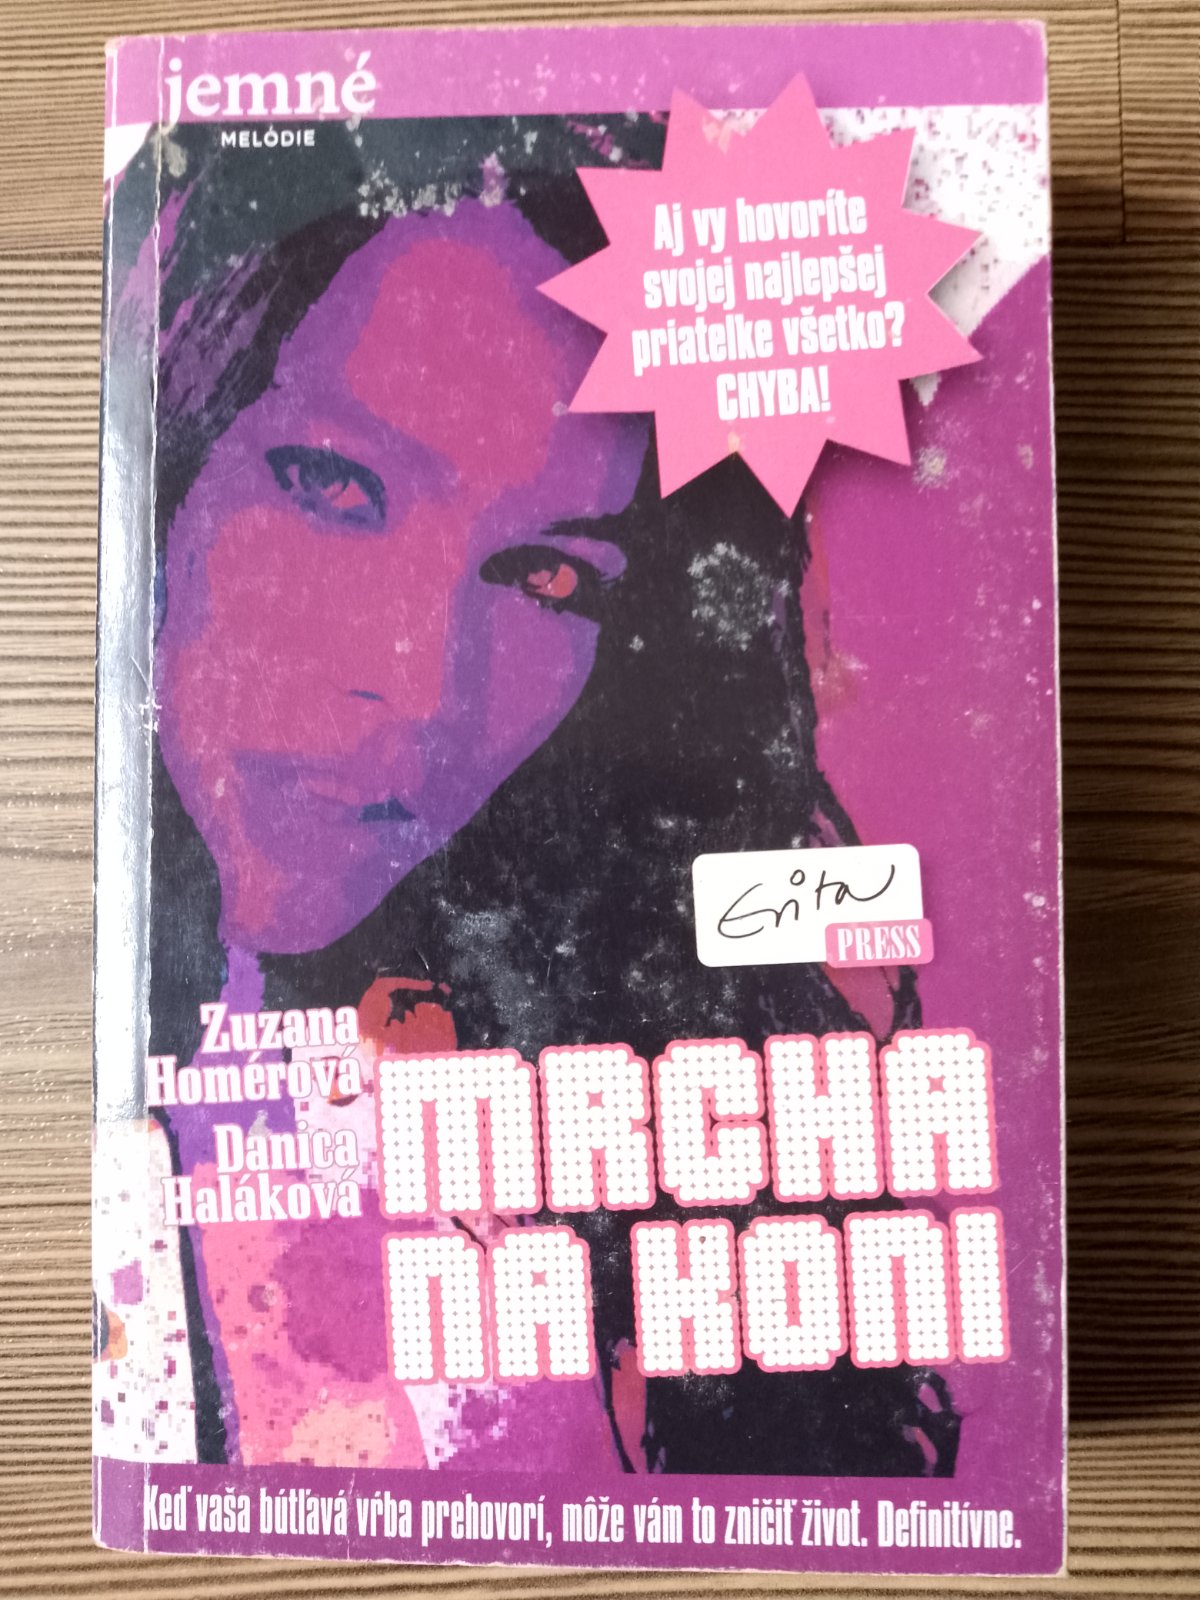 jemné
MELÓDIE
Aj vy hovoríte
svojej najlepšej
priatelke všetko?
CHYBA!
Evita
PRESS
Zuzana
Homérová
Danica
Haláková
MRCHA
NA KONI
Keď vaša bútľavá vŕba prehovorí, môže vám to zničiť život. Definitívne.